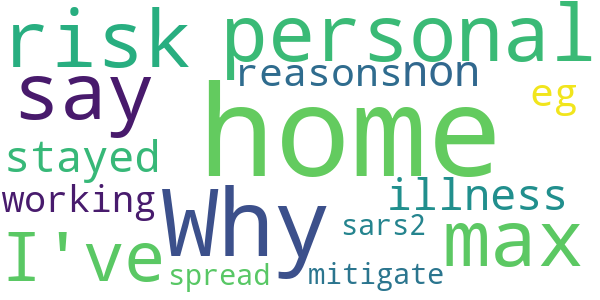 risk personal
say reasons non
home eg
stayed
working Why illness
I've sars2 max
spread mitigate